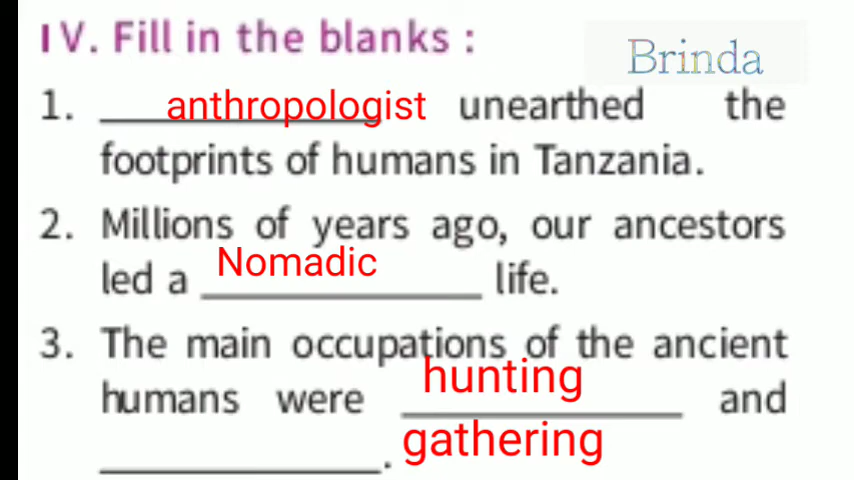 IV. Fill in the blanks :
Brinda
1. anthropologist unearthed the
footprints of humans in Tanzania.
2. Millions of years ago, our ancestors
led a Nomadic life.
3. The main occupations of the ancient
humans were hunting and
gathering.